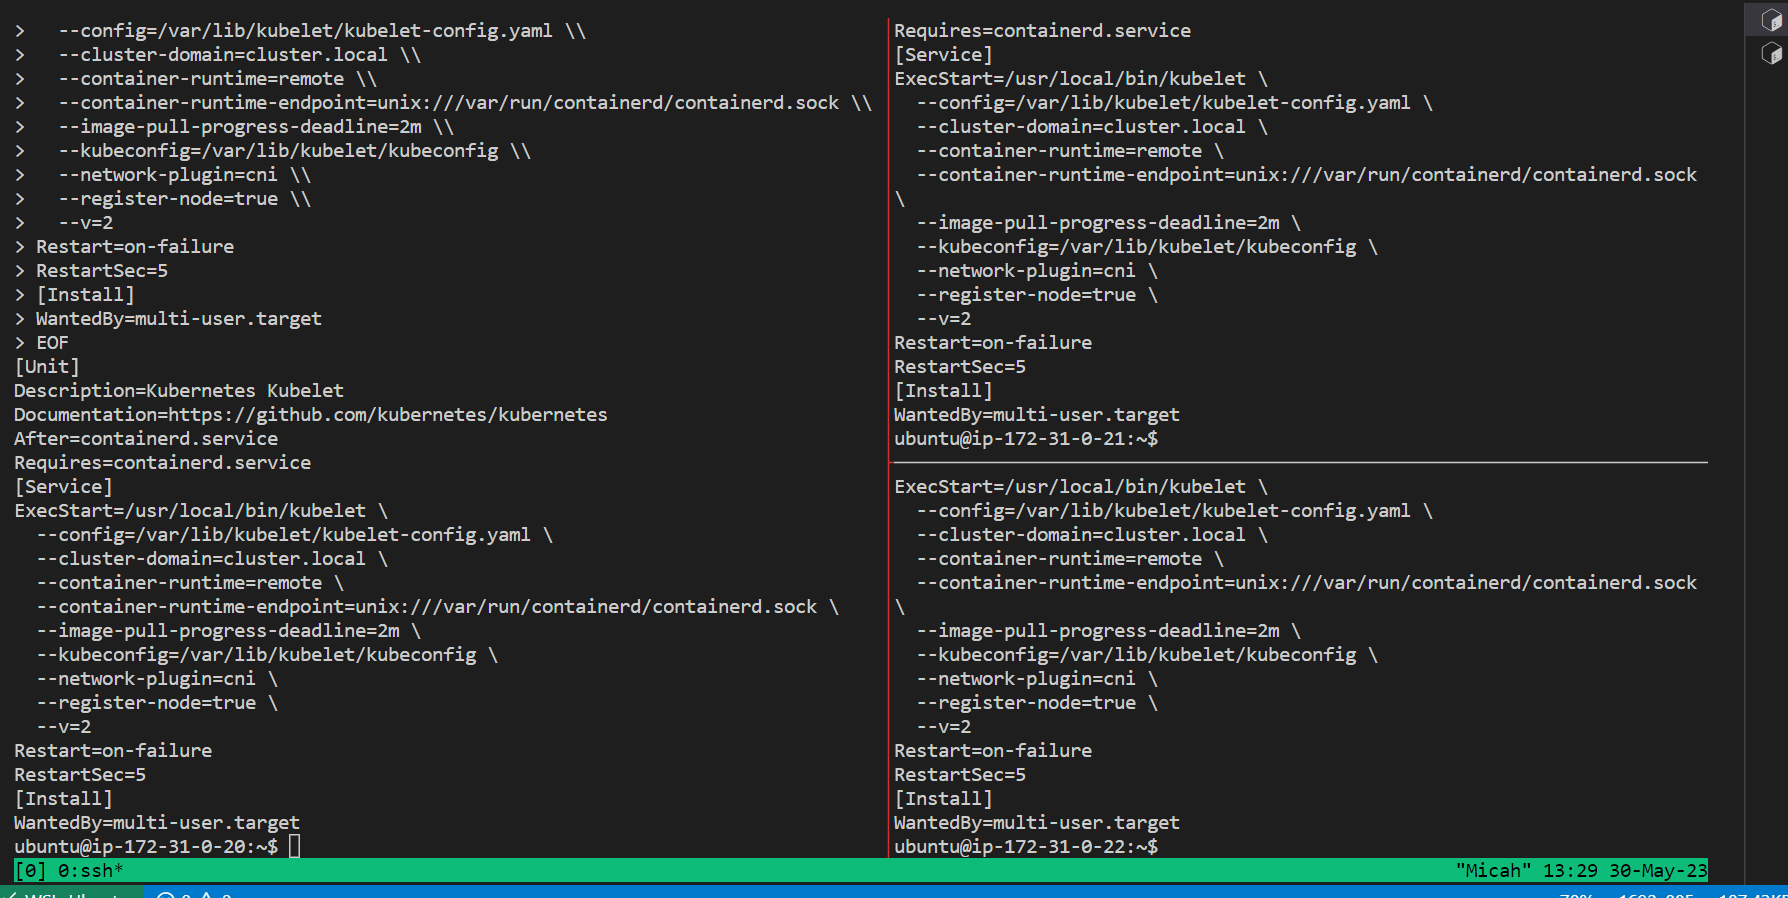 >   --config=/var/lib/kubelet/kubelet-config.yaml \\
>   --cluster-domain=cluster.local \\
>   --container-runtime=remote \\
>   --container-runtime-endpoint=unix:///var/run/containerd/containerd.sock \\
>   --image-pull-progress-deadline=2m \\
>   --kubeconfig=/var/lib/kubelet/kubeconfig \\
>   --network-plugin=cni \\
>   --register-node=true \\
>   --v=2
> Restart=on-failure
> RestartSec=5
> [Install]
> WantedBy=multi-user.target
> EOF
[Unit]
Description=Kubernetes Kubelet
Documentation=https://github.com/kubernetes/kubernetes
After=containerd.service
Requires=containerd.service
[Service]
ExecStart=/usr/local/bin/kubelet \
  --config=/var/lib/kubelet/kubelet-config.yaml \
  --cluster-domain=cluster.local \
  --container-runtime=remote \
  --container-runtime-endpoint=unix:///var/run/containerd/containerd.sock \
  --image-pull-progress-deadline=2m \
  --kubeconfig=/var/lib/kubelet/kubeconfig \
  --network-plugin=cni \
  --register-node=true \
  --v=2
Restart=on-failure
RestartSec=5
[Install]
WantedBy=multi-user.target
ubuntu@ip-172-31-0-20:~$
Requires=containerd.service
[Service]
ExecStart=/usr/local/bin/kubelet \
  --config=/var/lib/kubelet/kubelet-config.yaml \
  --cluster-domain=cluster.local \
  --container-runtime=remote \
  --container-runtime-endpoint=unix:///var/run/containerd/containerd.sock
\
  --image-pull-progress-deadline=2m \
  --kubeconfig=/var/lib/kubelet/kubeconfig \
  --network-plugin=cni \
  --register-node=true \
  --v=2
Restart=on-failure
RestartSec=5
[Install]
WantedBy=multi-user.target
ubuntu@ip-172-31-0-21:~$
ExecStart=/usr/local/bin/kubelet \
  --config=/var/lib/kubelet/kubelet-config.yaml \
  --cluster-domain=cluster.local \
  --container-runtime=remote \
  --container-runtime-endpoint=unix:///var/run/containerd/containerd.sock
\
  --image-pull-progress-deadline=2m \
  --kubeconfig=/var/lib/kubelet/kubeconfig \
  --network-plugin=cni \
  --register-node=true \
  --v=2
Restart=on-failure
RestartSec=5
[Install]
WantedBy=multi-user.target
ubuntu@ip-172-31-0-22:~$
[0] 0:ssh* "Micah" 13:29 30-May-23